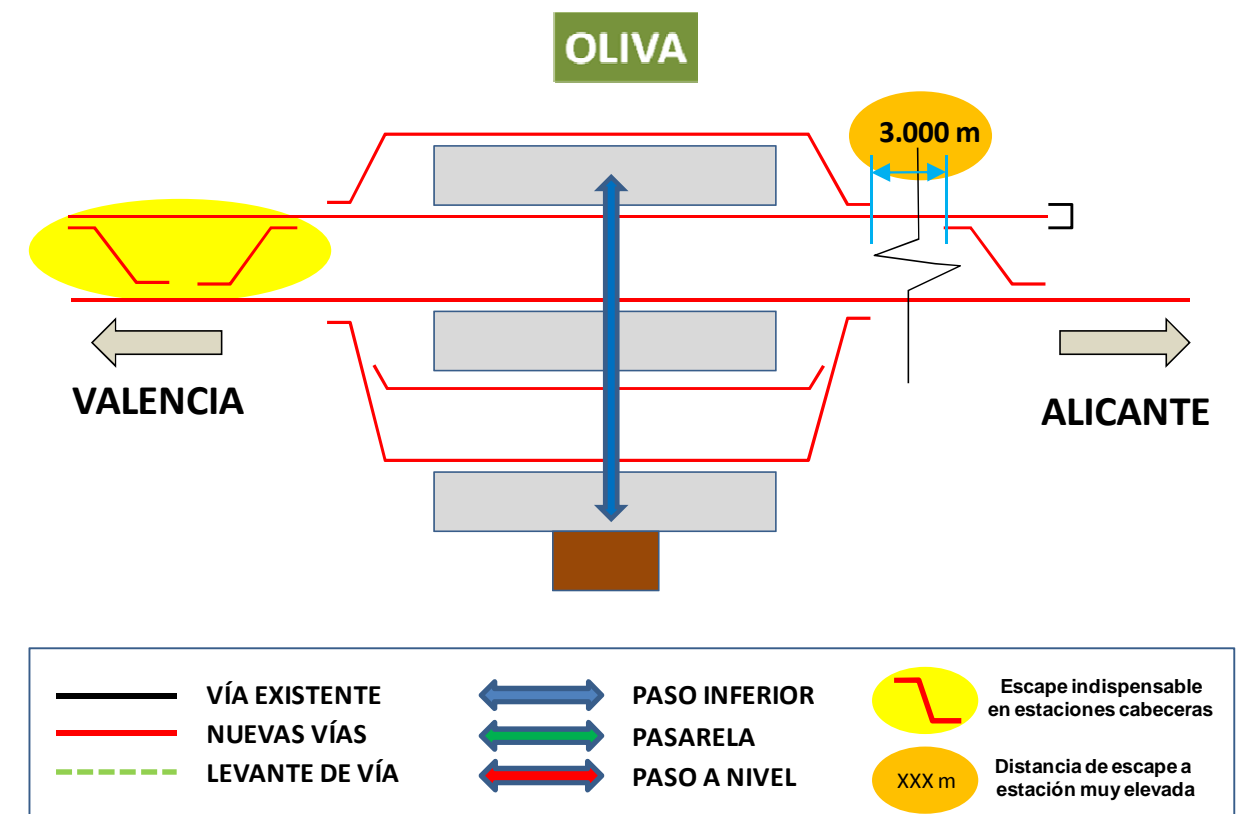 OLIVA
3.000 m
VALENCIA
ALICANTE
VÍA EXISTENTE
NUEVAS VÍAS
LEVANTE DE VÍA
PASO INFERIOR
PASARELA
PASO A NIVEL
Escape indispensable
en estaciones cabeceras
XXX m
Distancia de escape a
estación muy elevada